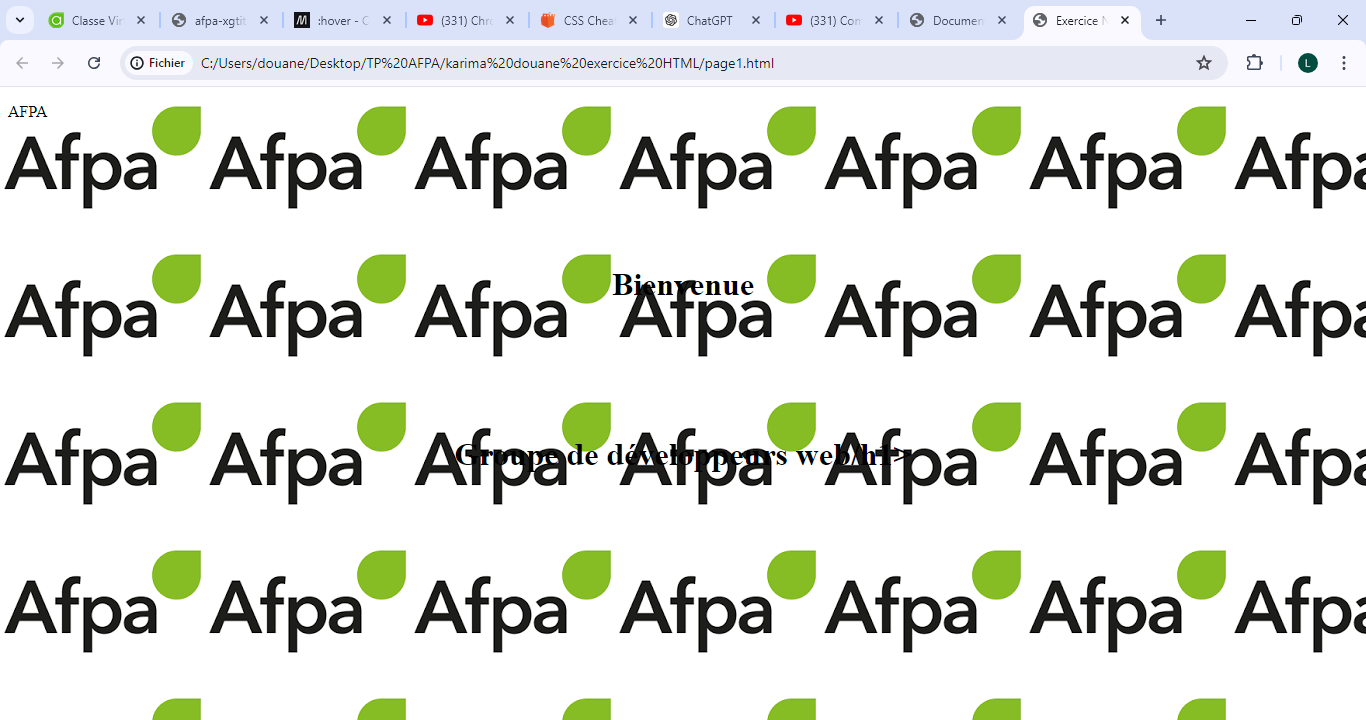 Classe Vir
afpa-xgtit
:hover - C
(331) Chr
CSS Chea
ChatGPT
(331) Con
Documen
Exercice N
Fichier
C:/Users/douane/Desktop/TP%20AFPA/karima%20douane%20exercice%20HTML/page1.html
L
AFPA
Afpa Afpa Afpa Afpa Afpa Afpa Afpa
Bienvenue
Afpa Afpa Afpa Afpa Afpa Afpa Afpa
Groupe de développeurs web/h1>
Afpa Afpa Afpa Afpa Afpa Afpa Afpa
Afpa Afpa Afpa Afpa Afpa Afpa Afpa